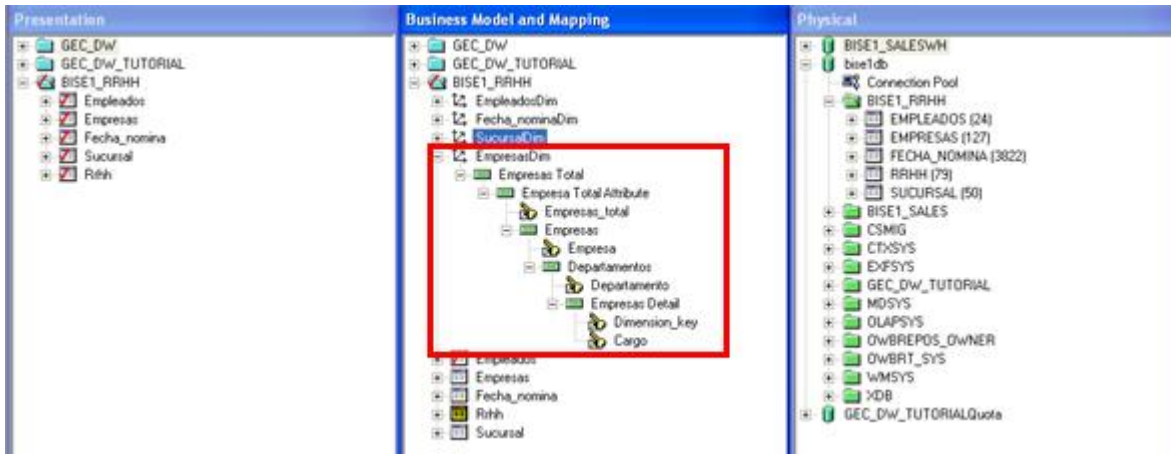 Presentation
GEC_DW
GEC_DW_TUTORIAL
BISE1_RRHH
Empleados
Empresas
Fecha_nomina
Sucursal
Rrhh
Business Model and Mapping
GEC_DW
GEC_DW_TUTORIAL
BISE1_RRHH
EmpleadosDim
Fecha_nominaDim
SucursalDim
EmpresasDim
Empresas Total
Empresa Total Attribute
Empresas_total
Empresas
Empresa
Departamentos
Departamento
Empresas Detail
Dimension_key
Cargo
Empleados
Empresas
Fecha_nomina
Rrhh
Sucursal
Physical
BISE1_SALESWH
bise1db
Connection Pool
BISE1_RRHH
EMPLEADOS (24)
EMPRESAS (127)
FECHA_NOMINA (3822)
RRHH (79)
SUCURSAL (50)
BISE1_SALES
CSMIG
CTXSYS
EXFSYS
GEC_DW_TUTORIAL
MDSYS
OLAPSYS
OWBREPOS_OWNER
OWBRT_SYS
WMSYS
XDB
GEC_DW_TUTORIALQuota